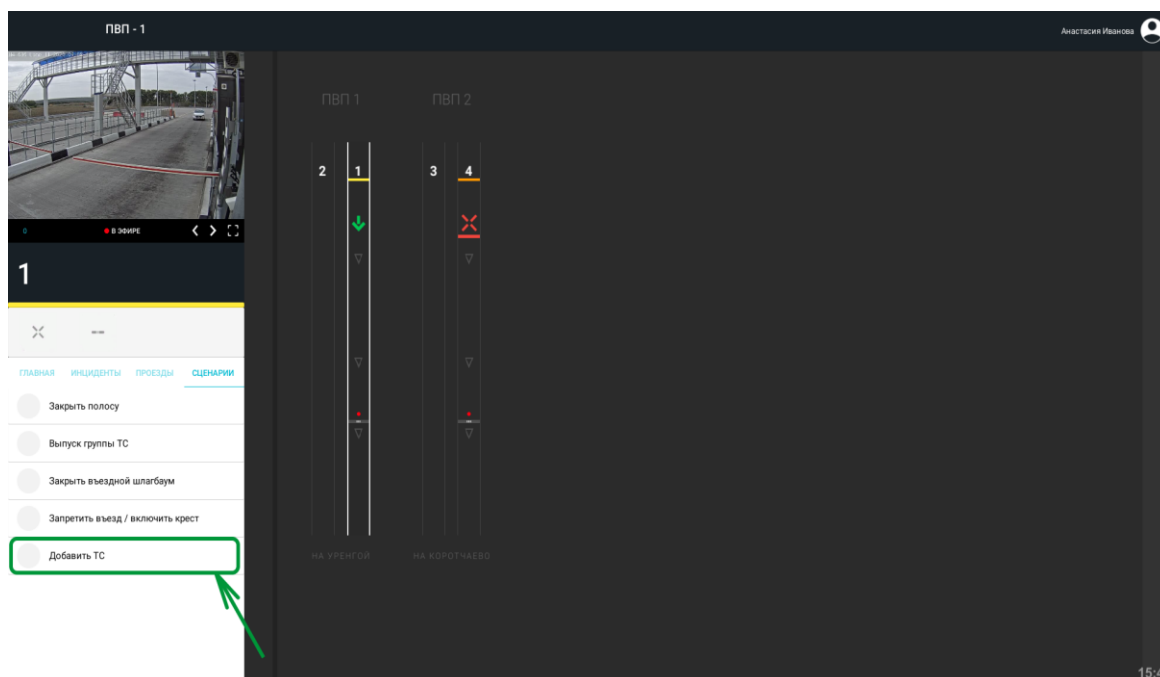 ПВП - 1
Анастасия Иванова
0
В ЭФИРЕ
1
--
ГЛАВНАЯ ИНЦИДЕНТЫ ПРОЕЗДЫ СЦЕНАРИИ
Закрыть полосу
Выпуск группы ТС
Закрыть въездной шлагбаум
Запретить въезд / включить крест
Добавить ТС
ПВП 1 ПВП 2
2 1 3 4
НА УРЕНГОЙ НА КОРОТЧАЕВО